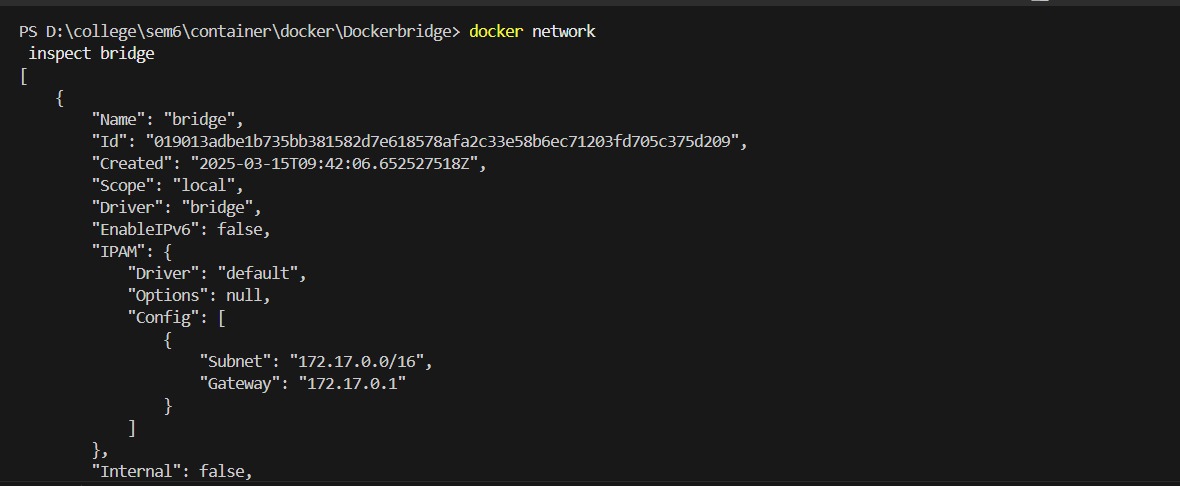 PS D:\college\sem6\container\docker\Dockerbridge> docker network
 inspect bridge
[
    {
        "Name": "bridge",
        "Id": "019013adbe1b735bb381582d7e618578afa2c33e58b6ec71203fd705c375d209",
        "Created": "2025-03-15T09:42:06.652527518Z",
        "Scope": "local",
        "Driver": "bridge",
        "EnableIPv6": false,
        "IPAM": {
            "Driver": "default",
            "Options": null,
            "Config": [
                {
                    "Subnet": "172.17.0.0/16",
                    "Gateway": "172.17.0.1"
                }
            ]
        },
        "Internal": false,